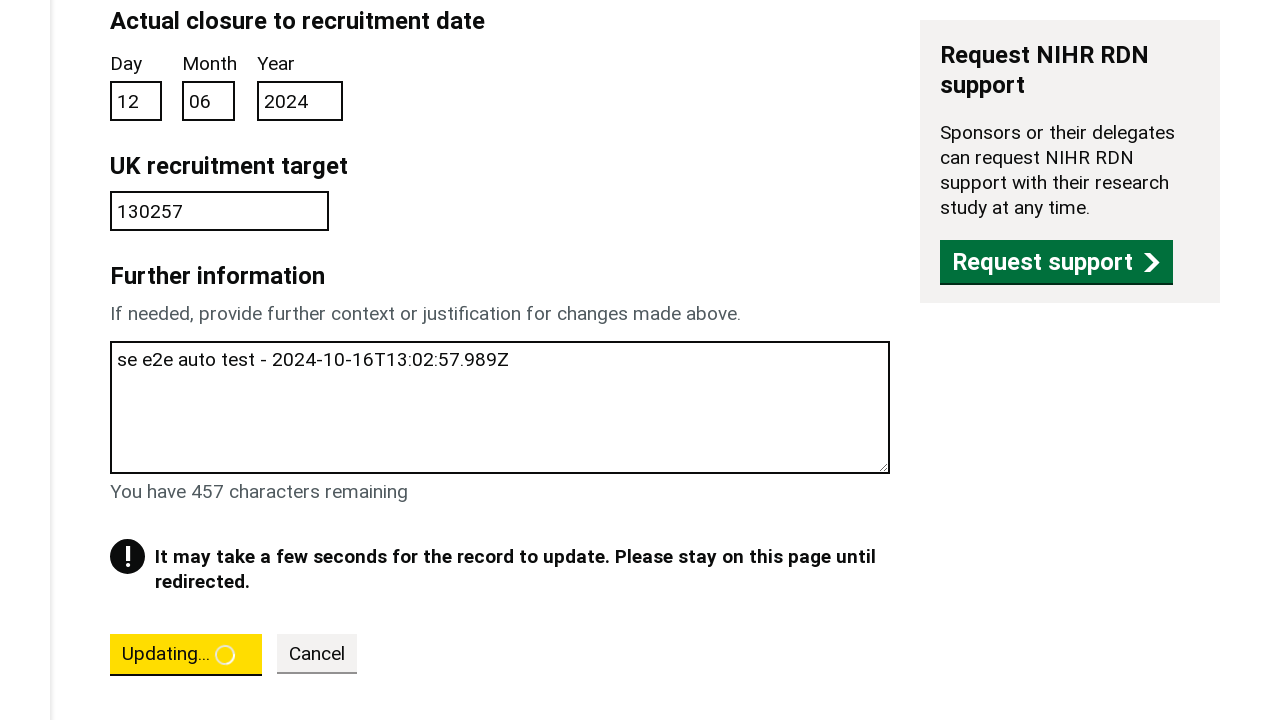 Actual closure to recruitment date
Day Month Year
12 06 2024
UK recruitment target
130257
Further information
If needed, provide further context or justification for changes made above.
se e2e auto test - 2024-10-16T13:02:57.989Z
You have 457 characters remaining
! It may take a few seconds for the record to update. Please stay on this page until
redirected.
Updating... Cancel
Request NIHR RDN
support
Sponsors or their delegates
can request NIHR RDN
support with their research
study at any time.
Request support